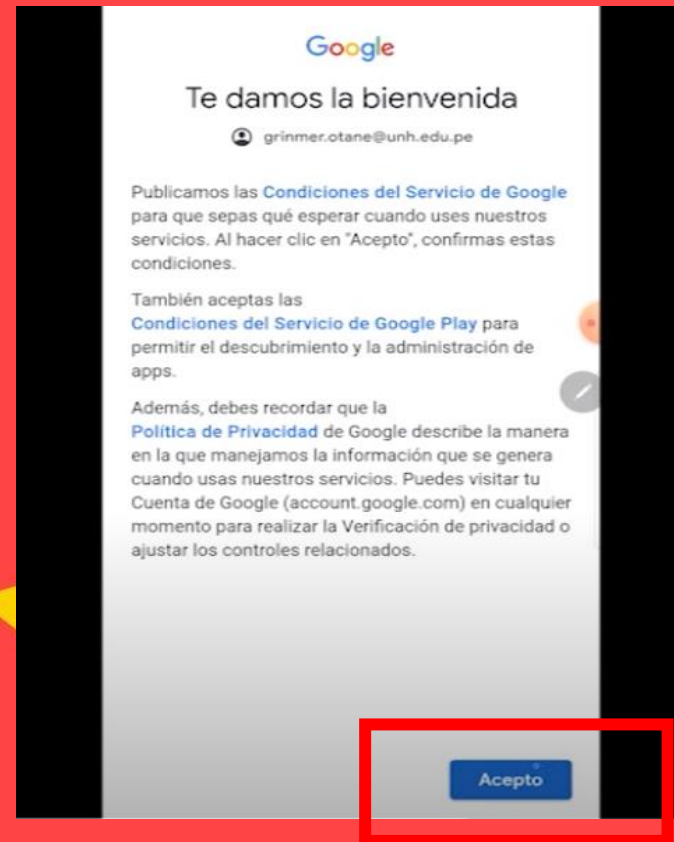 Google
Te damos la bienvenida
grinmer.otane@unh.edu.pe
Publicamos las Condiciones del Servicio de Google
para que sepas qué esperar cuando uses nuestros
servicios. Al hacer clic en "Acepto", confirmas estas
condiciones.
También aceptas las
Condiciones del Servicio de Google Play para
permitir el descubrimiento y la administración de
apps.
Además, debes recordar que la
Política de Privacidad de Google describe la manera
en la que manejamos la información que se genera
cuando usas nuestros servicios. Puedes visitar tu
Cuenta de Google (account.google.com) en cualquier
momento para realizar la Verificación de privacidad o
ajustar los controles relacionados.
Acepto